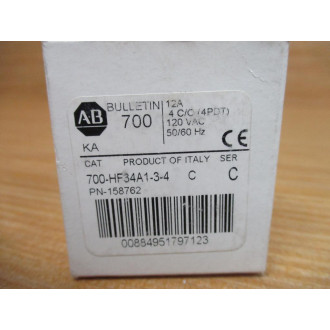 AB
BULLETIN
700
12A
4 C/O (4PDT)
120 VAC
50/60 Hz
KA
CE
CAT PRODUCT OF ITALY SER
700-HF34A1-3-4 C C
PN-158762
00884951797123